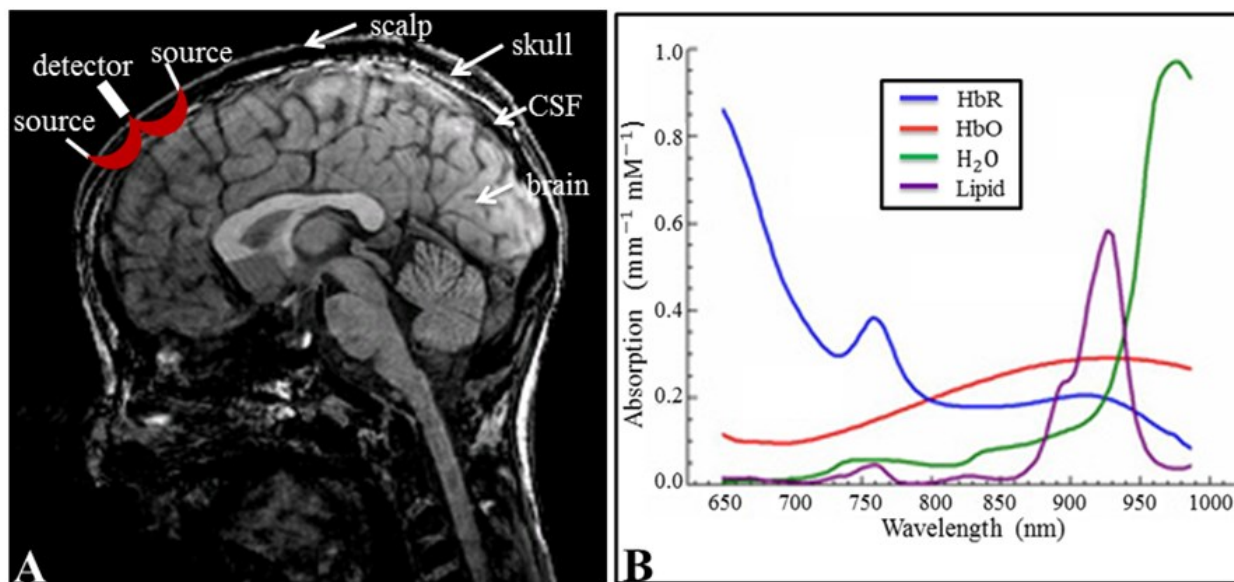 scalp
source
skull
detector
CSF
source
brain
A
1.0
0.8
0.6
0.4
0.2
0.0
Absorption (mm⁻¹ mM⁻¹)
HbR
HbO
H₂O
Lipid
650 700 750 800 850 900 950 1000
Wavelength (nm)
B